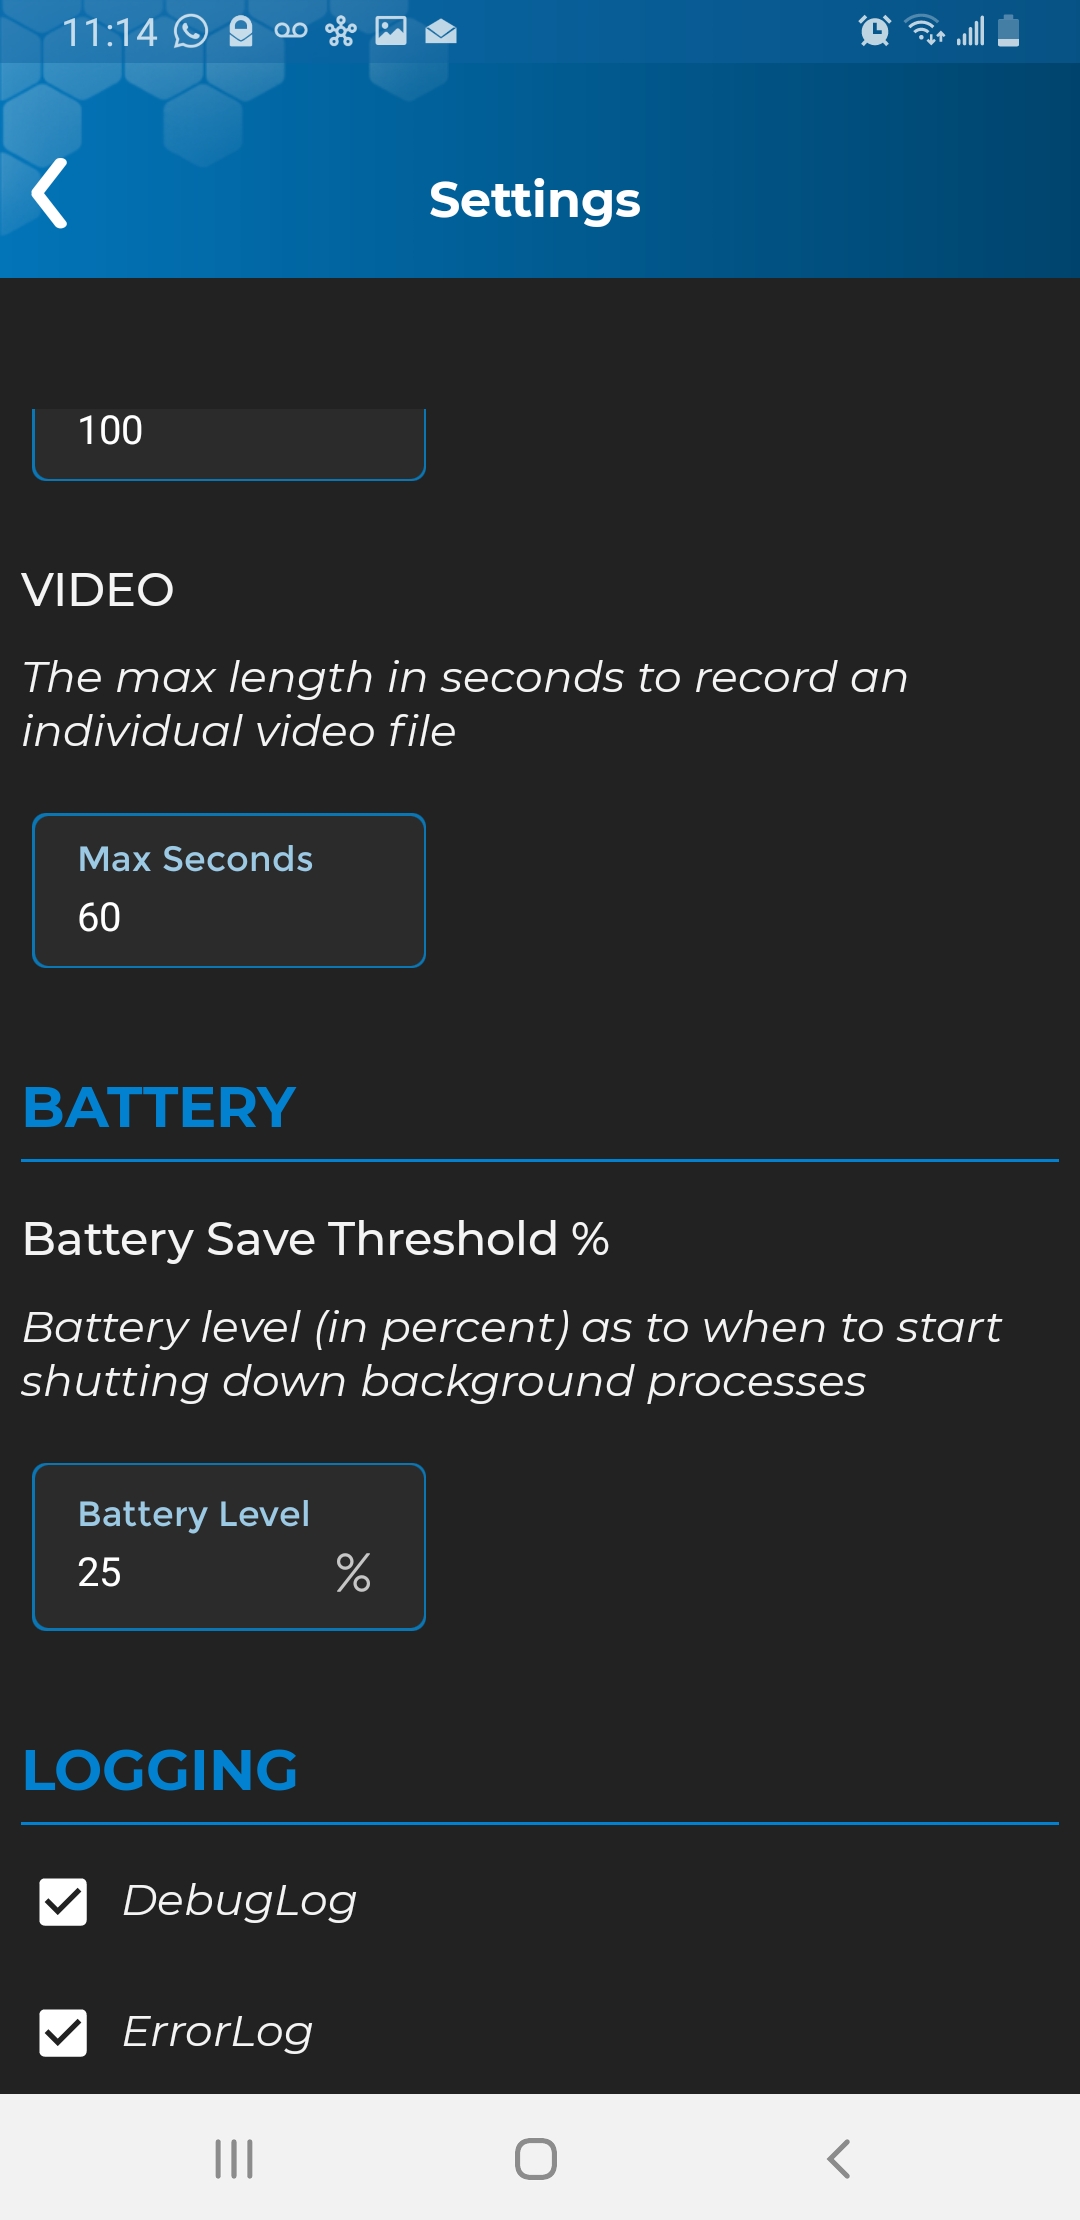 11:14
Settings
100
VIDEO
The max length in seconds to record an
individual video file
Max Seconds
60
BATTERY
Battery Save Threshold %
Battery level (in percent) as to when to start
shutting down background processes
Battery Level
25 %
LOGGING
DebugLog
ErrorLog